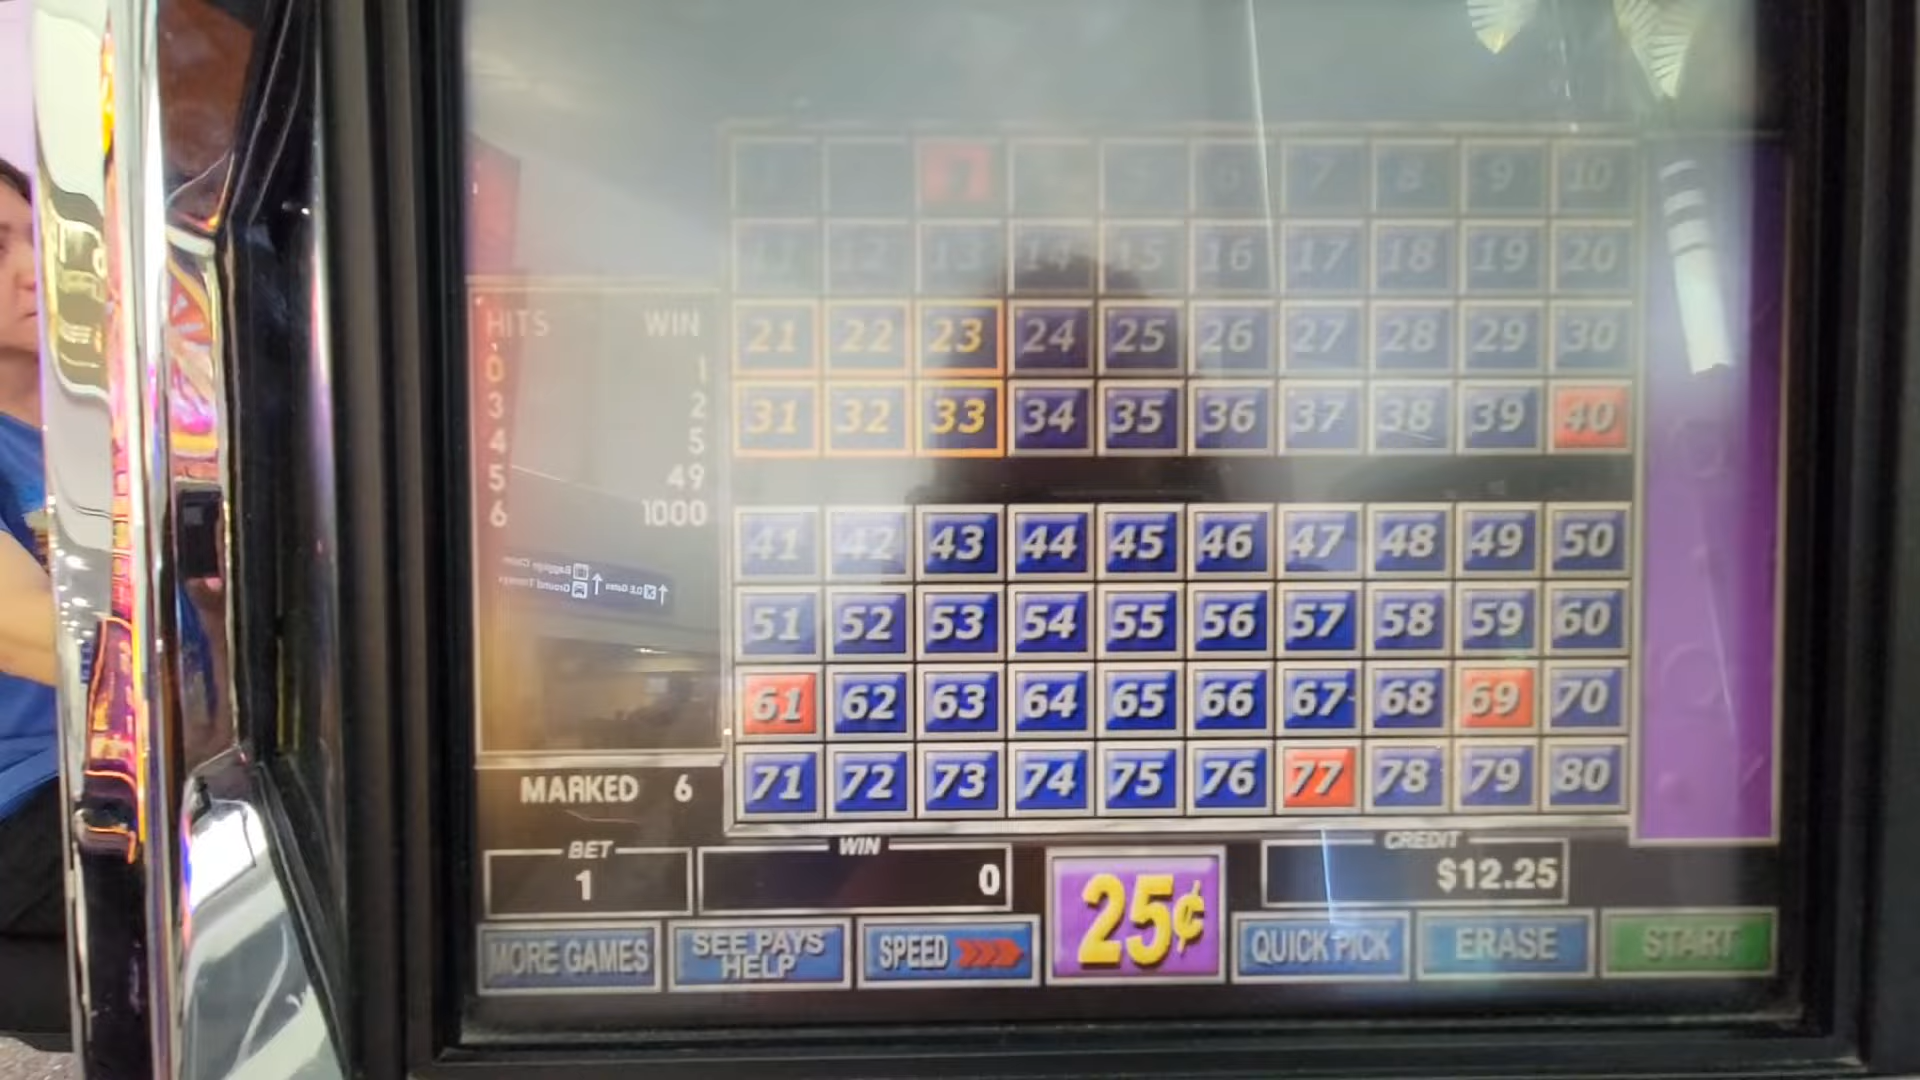 6 7 8 9 10
11 12 13 14 15 16 17 18 19 20
HITS WIN
0 1
3 2
4 5
5 49
6 1000
21 22 23 24 25 26 27 28 29 30
31 32 33 34 35 36 37 38 39 40
41 42 43 44 45 46 47 48 49 50
51 52 53 54 55 56 57 58 59 60
61 62 63 64 65 66 67 68 69 70
71 72 73 74 75 76 77 78 79 80
MARKED 6
BET
1
WIN
0
25¢
CREDIT
$12.25
MORE GAMES
SEE PAYS
HELP
SPEED
QUICK PICK
ERASE
START